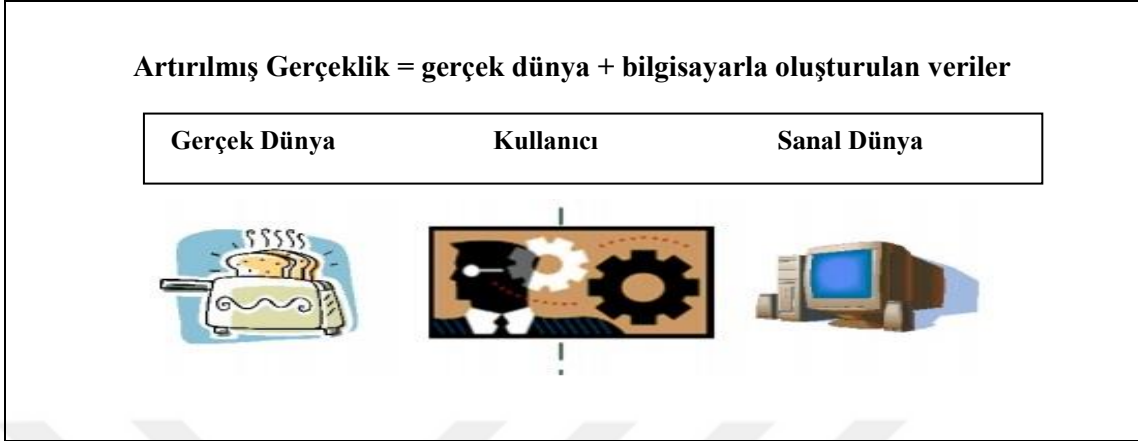 Artırılmış Gerçeklik = gerçek dünya + bilgisayarla oluşturulan veriler
Gerçek Dünya Kullanıcı Sanal Dünya